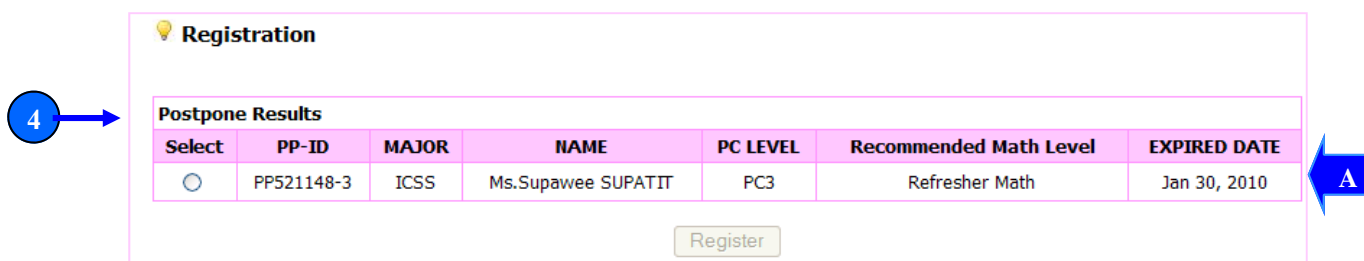 Registration
4
Postpone Results
Select PP-ID MAJOR NAME PC LEVEL Recommended Math Level EXPIRED DATE
PP521148-3 ICSS Ms.Supawee SUPATIT PC3 Refresher Math Jan 30, 2010
A
Register